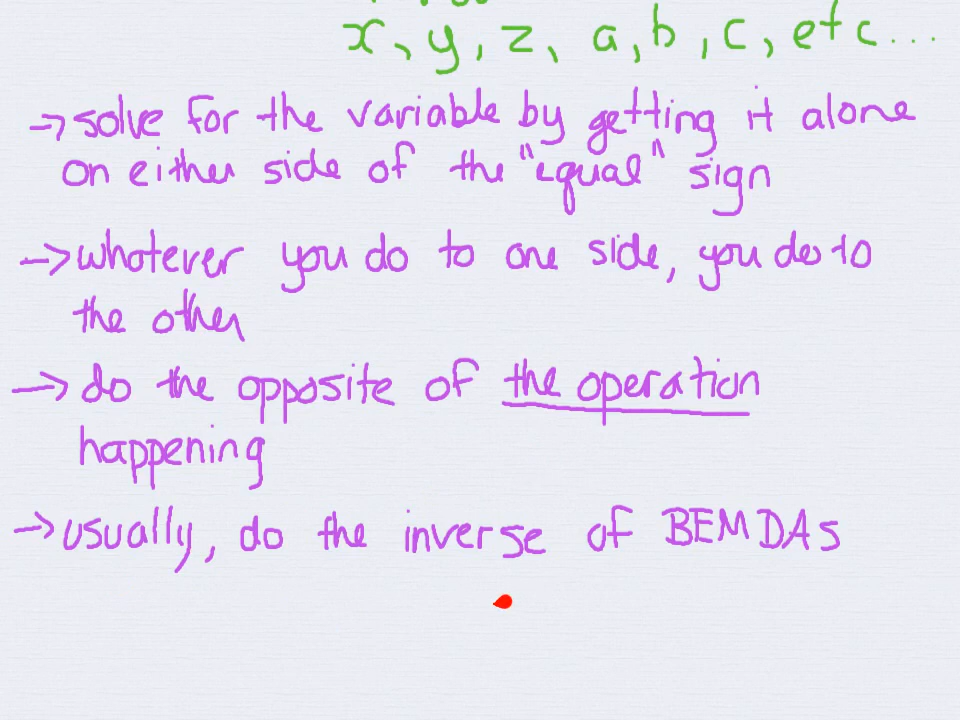 x, y, z, a, b, c, etc...
→ solve for the variable by getting it alone
on either side of the "equal" sign
→ whatever you do to one side, you do to
the other
→ do the opposite of the operation
happening
→ usually, do the inverse of BEMDAs